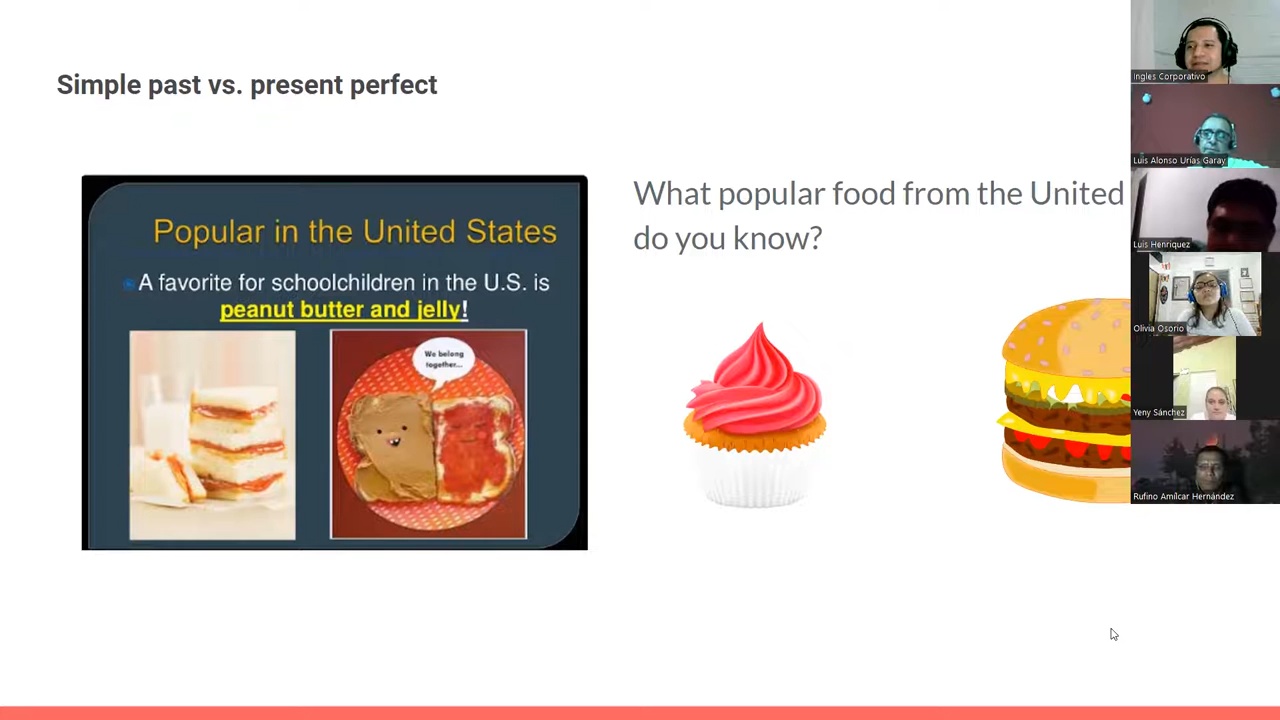 Simple past vs. present perfect
Popular in the United States
A favorite for schoolchildren in the U.S. is
peanut butter and jelly!
We belong
together...
What popular food from the United
do you know?
Ingles Corporativo
Luis Alonso Urías Garay
Luis Henriquez
Olivia Osorio
Yeny Sánchez
Rufino Amílcar Hernández